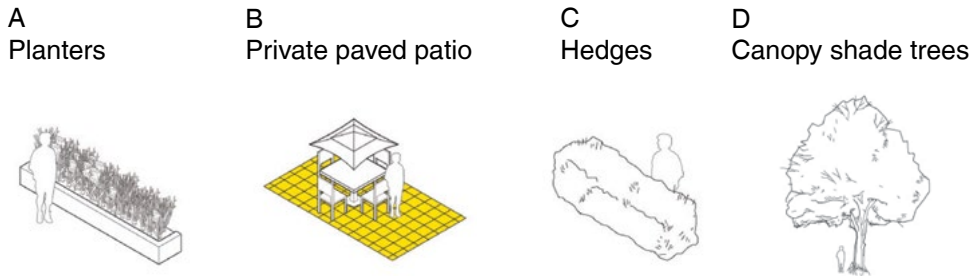 A
Planters
B
Private paved patio
C
Hedges
D
Canopy shade trees